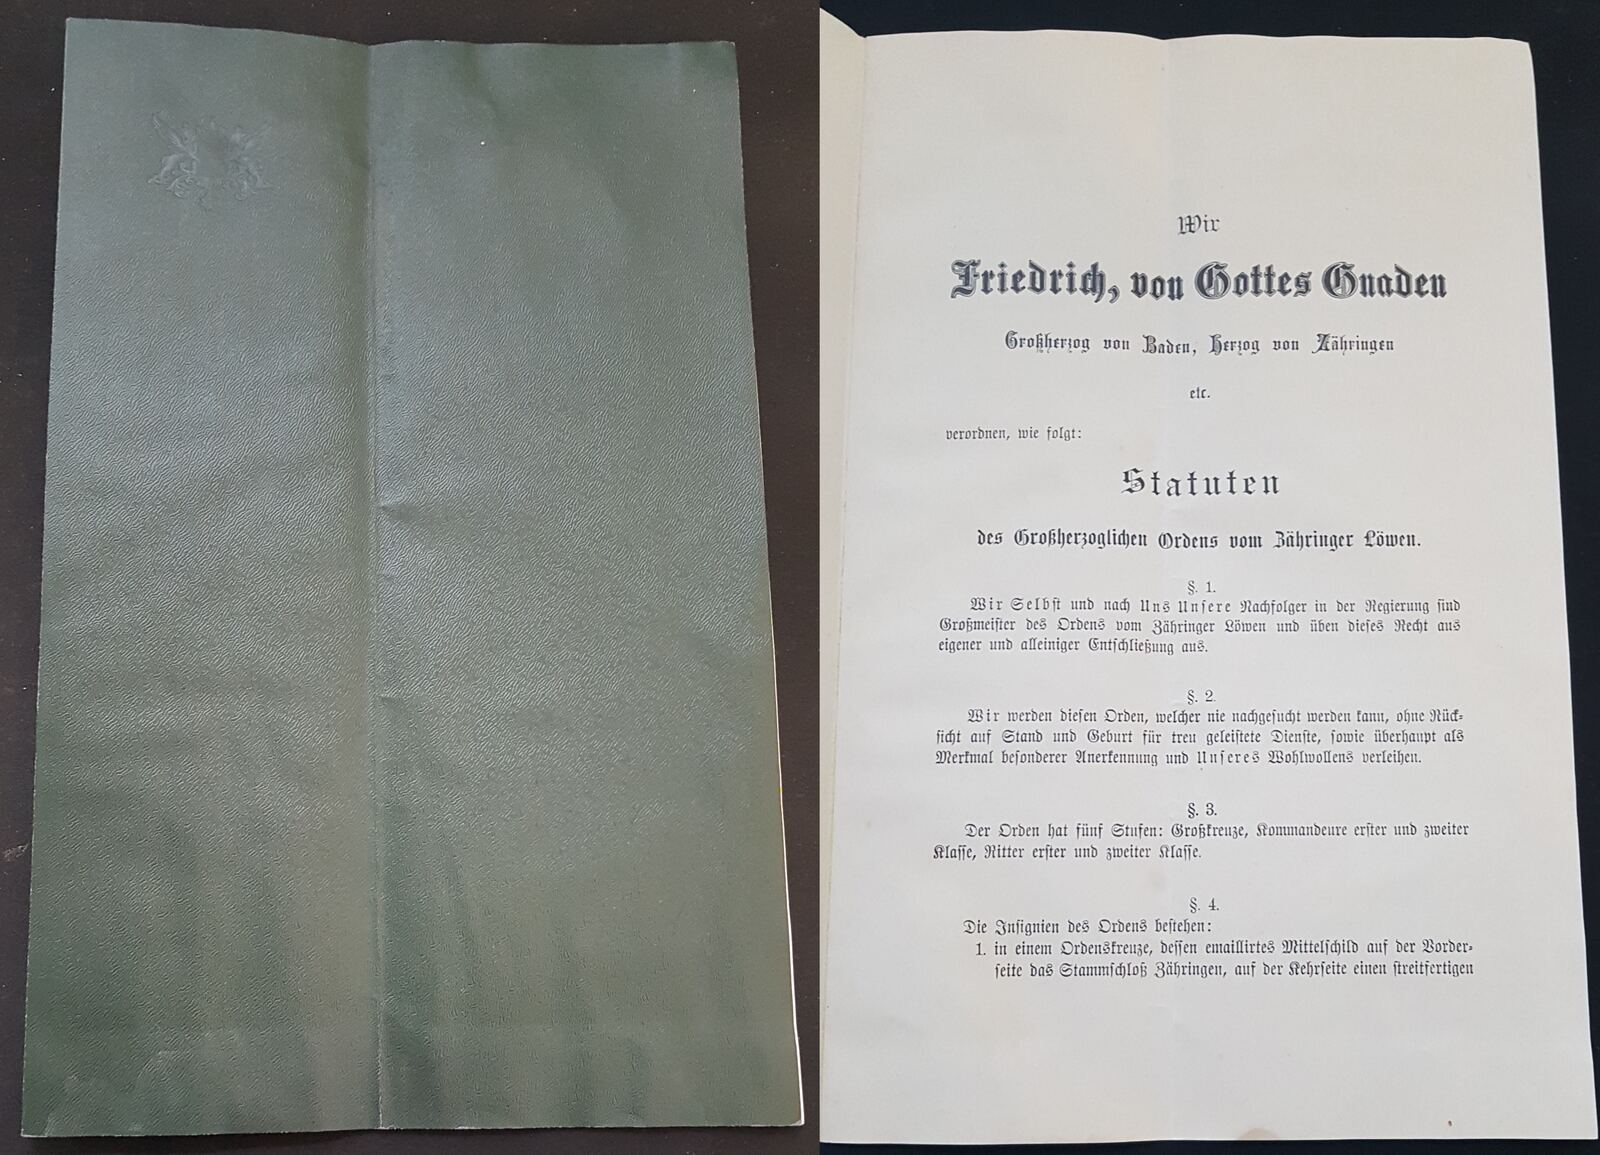 Wir
Friedrich, von Gottes Gnaden
Großherzog von Baden, Herzog von Zähringen
etc.
verordnen, wie folgt:
Statuten
des Großherzoglichen Ordens vom Zähringer Löwen.
§. 1.
Wir Selbst und nach Uns Unsere Nachfolger in der Regierung sind
Großmeister des Ordens vom Zähringer Löwen und üben dieses Recht aus
eigener und alleiniger Entschließung aus.
§. 2.
Wir werden diesen Orden, welcher nie nachgesucht werden kann, ohne Rück-
sicht auf Stand und Geburt für treu geleistete Dienste, sowie überhaupt als
Merkmal besonderer Anerkennung und Unseres Wohlwollens verleihen.
§. 3.
Der Orden hat fünf Stufen: Großkreuze, Kommandeure erster und zweiter
Klasse, Ritter erster und zweiter Klasse.
§. 4.
Die Insignien des Ordens bestehen:
1. in einem Ordenskreuze, dessen emaillirtes Mittelschild auf der Vorder-
seite das Stammschloß Zähringen, auf der Kehrseite einen streitfertigen